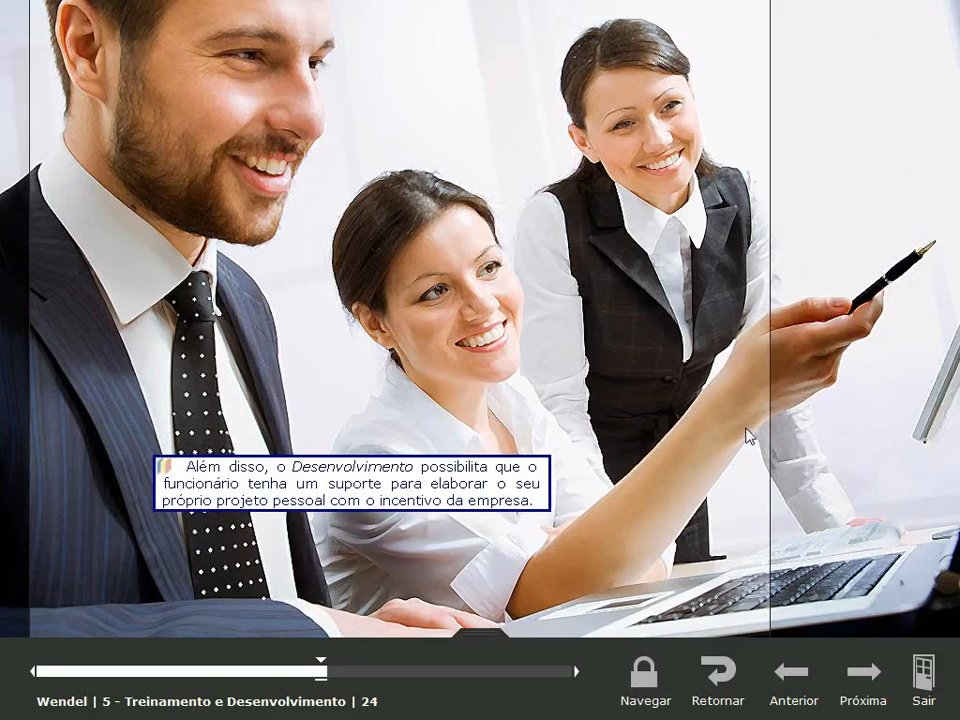 Além disso, o Desenvolvimento possibilita que o
funcionário tenha um suporte para elaborar o seu
próprio projeto pessoal com o incentivo da empresa.
Wendel | 5 - Treinamento e Desenvolvimento | 24
Navegar Retornar Anterior Próxima Sair